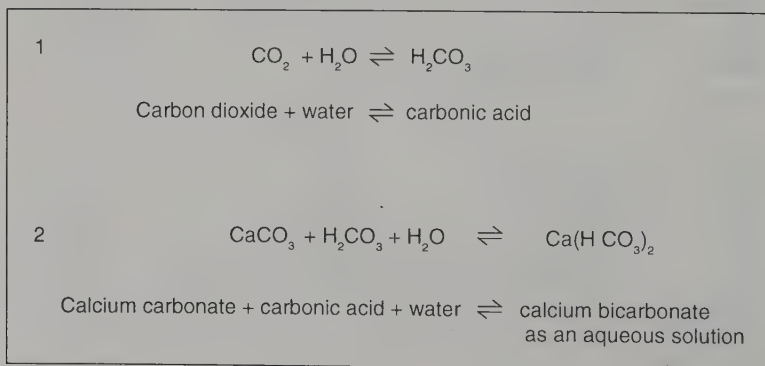 1
CO₂ + H₂O ⇌ H₂CO₃
Carbon dioxide + water ⇌ carbonic acid
2
CaCO₃ + H₂CO₃ + H₂O ⇌ Ca(H CO₃)₂
Calcium carbonate + carbonic acid + water ⇌ calcium bicarbonate
as an aqueous solution